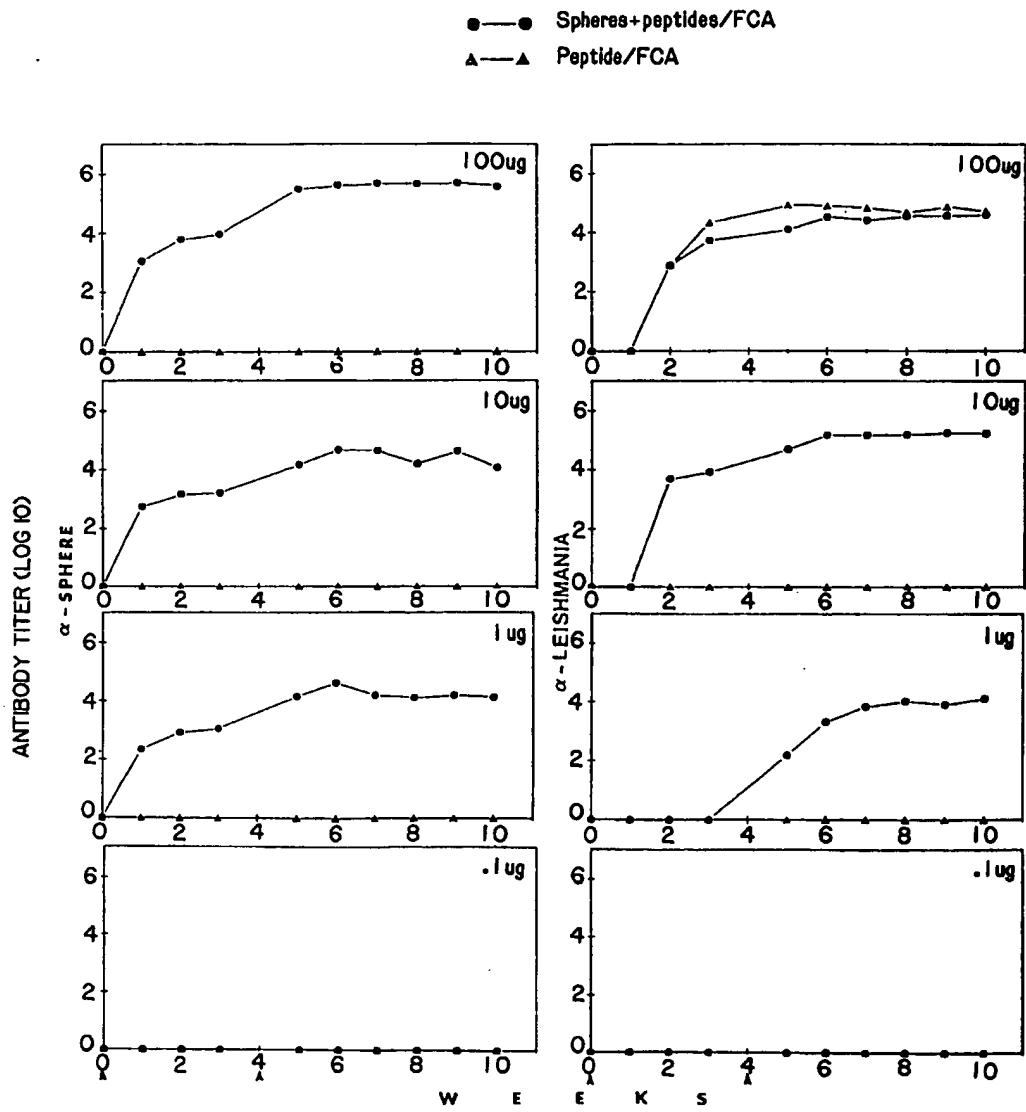 Spheres+peptides/FCA
Peptide/FCA
ANTIBODY TITER (LOG 10)
α-SPHERE
100ug
6
4
2
0
0 2 4 6 8 10
10ug
6
4
2
0
0 2 4 6 8 10
1ug
6
4
2
0
0 2 4 6 8 10
.1ug
6
4
2
0
0 2 4 6 8 10
α-LEISHMANIA
100ug
6
4
2
0
0 2 4 6 8 10
10ug
6
4
2
0
0 2 4 6 8 10
1ug
6
4
2
0
0 2 4 6 8 10
.1ug
6
4
2
0
0 2 4 6 8 10
W E E K S